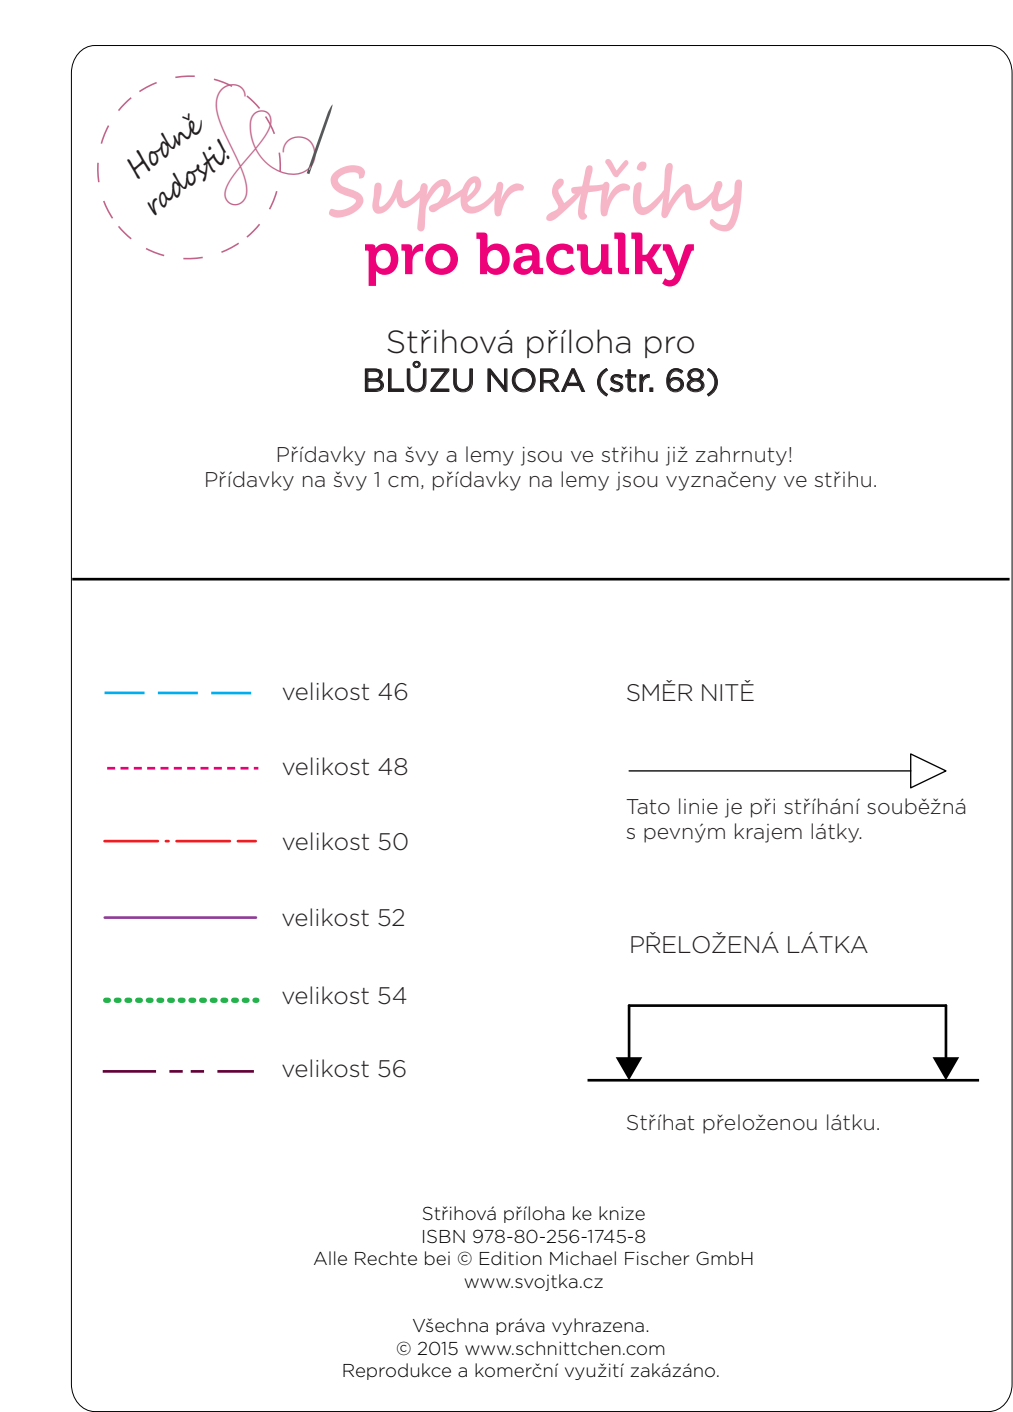 Hodně
radosti!
Super střihy
pro baculky
Střihová příloha pro
BLŮZU NORA (str. 68)
Přídavky na švy a lemy jsou ve střihu již zahrnuty!
Přídavky na švy 1 cm, přídavky na lemy jsou vyznačeny ve střihu.
velikost 46
velikost 48
velikost 50
velikost 52
velikost 54
velikost 56
SMĚR NITĚ
Tato linie je při stříhání souběžná
s pevným krajem látky.
PŘELOŽENÁ LÁTKA
Stříhat přeloženou látku.
Střihová příloha ke knize
ISBN 978-80-256-1745-8
Alle Rechte bei © Edition Michael Fischer GmbH
www.svojtka.cz
Všechna práva vyhrazena.
© 2015 www.schnittchen.com
Reprodukce a komerční využití zakázáno.